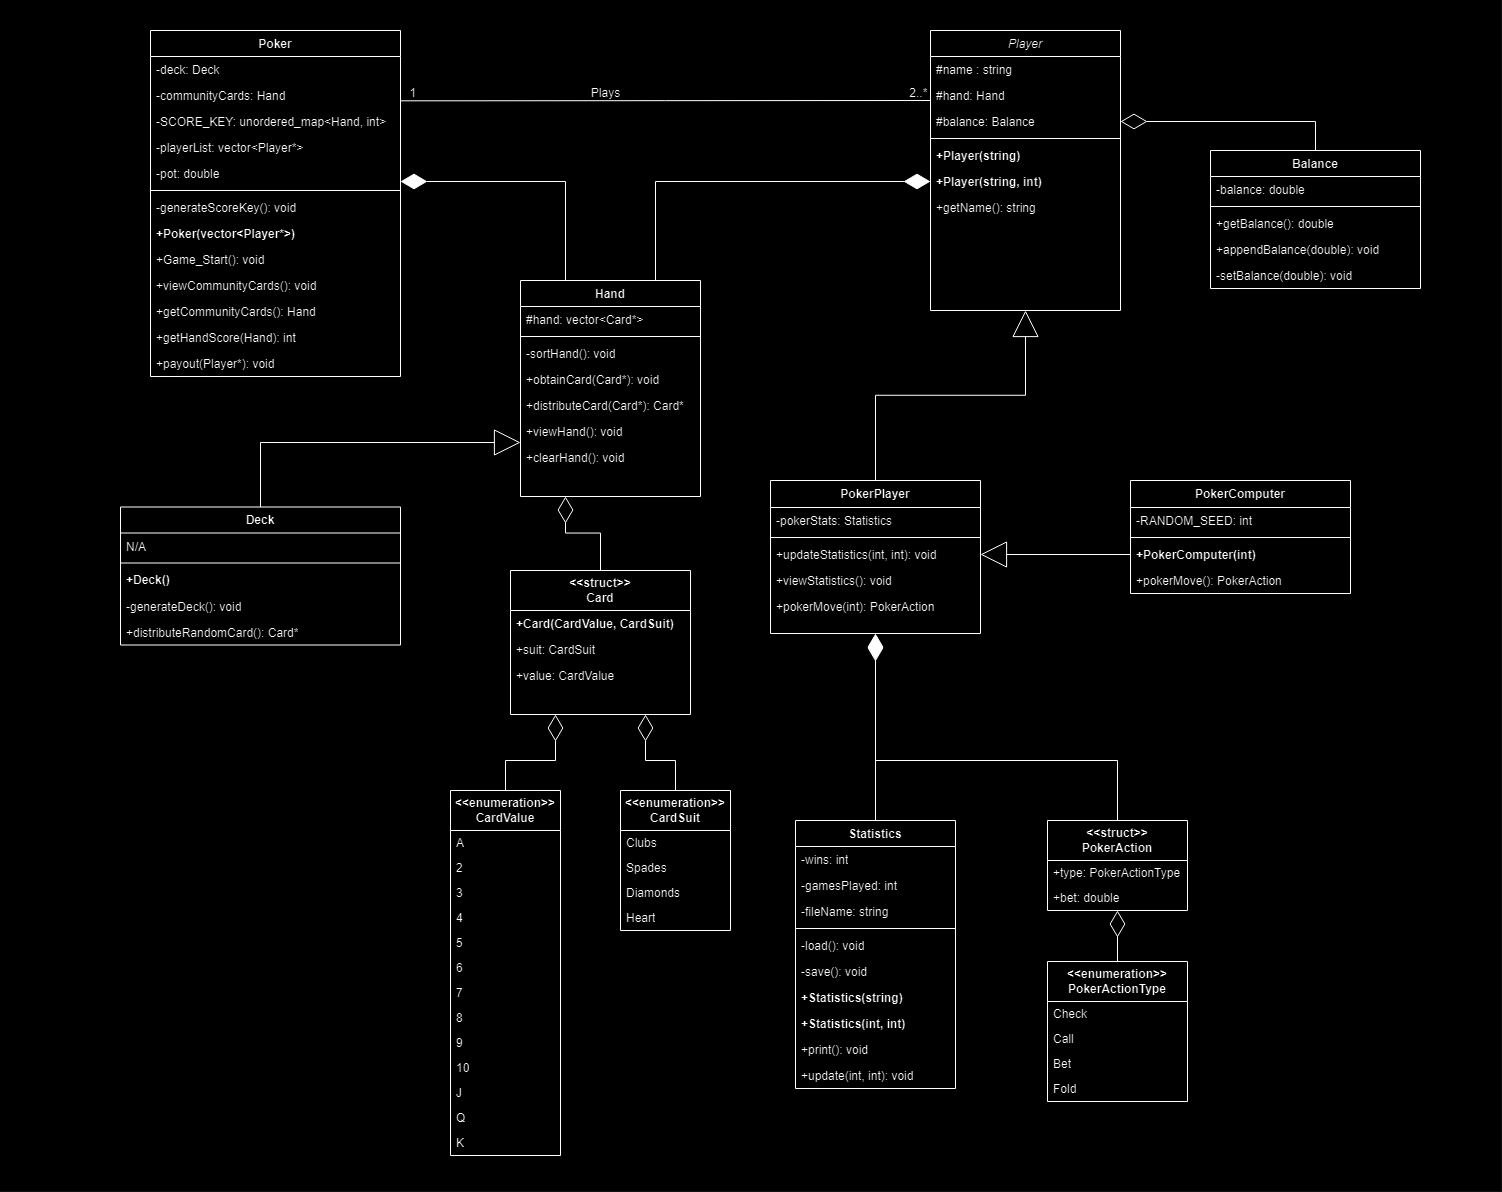 Poker
-deck: Deck
-communityCards: Hand
-SCORE_KEY: unordered_map<Hand, int>
-playerList: vector<Player*>
-pot: double
-generateScoreKey(): void
+Poker(vector<Player*>)
+Game_Start(): void
+viewCommunityCards(): void
+getCommunityCards(): Hand
+getHandScore(Hand): int
+payout(Player*): void
1
Plays
2..*
Player
#name : string
#hand: Hand
#balance: Balance
+Player(string)
+Player(string, int)
+getName(): string
Balance
-balance: double
+getBalance(): double
+appendBalance(double): void
-setBalance(double): void
Hand
#hand: vector<Card*>
-sortHand(): void
+obtainCard(Card*): void
+distributeCard(Card*): Card*
+viewHand(): void
+clearHand(): void
Deck
N/A
+Deck()
-generateDeck(): void
+distributeRandomCard(): Card*
<<struct>>
Card
+Card(CardValue, CardSuit)
+suit: CardSuit
+value: CardValue
PokerPlayer
-pokerStats: Statistics
+updateStatistics(int, int): void
+viewStatistics(): void
+pokerMove(int): PokerAction
PokerComputer
-RANDOM_SEED: int
+PokerComputer(int)
+pokerMove(): PokerAction
<<enumeration>>
CardValue
A
2
3
4
5
6
7
8
9
10
J
Q
K
<<enumeration>>
CardSuit
Clubs
Spades
Diamonds
Heart
Statistics
-wins: int
-gamesPlayed: int
-fileName: string
-load(): void
-save(): void
+Statistics(string)
+Statistics(int, int)
+print(): void
+update(int, int): void
<<struct>>
PokerAction
+type: PokerActionType
+bet: double
<<enumeration>>
PokerActionType
Check
Call
Bet
Fold